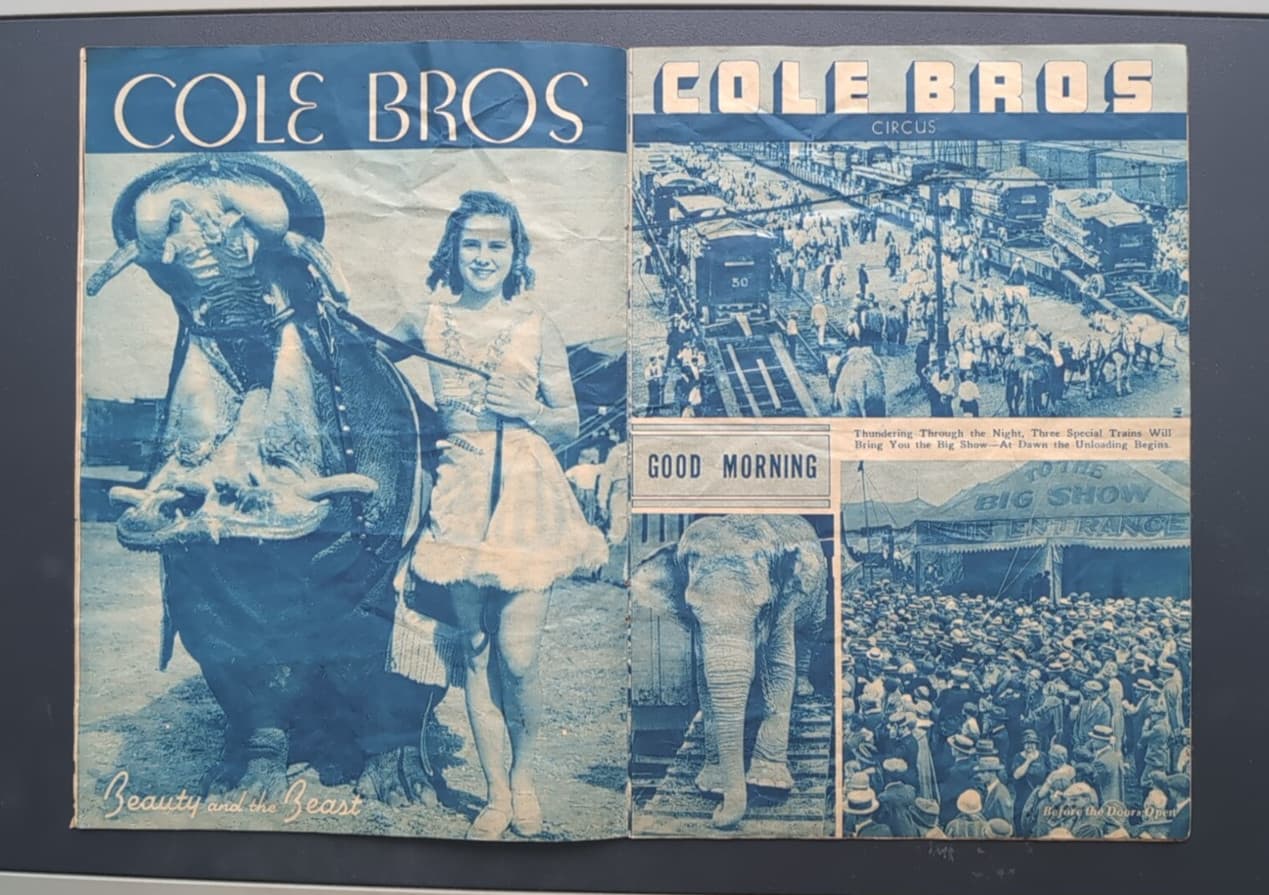 COLE BROS
Beauty and the Beast
COLE BROS
CIRCUS
50
Thundering Through the Night, Three Special Trains Will
Bring You the Big Show—At Dawn the Unloading Begins.
GOOD MORNING
TO THE
BIG SHOW
ENTRANCE
Before the Doors Open